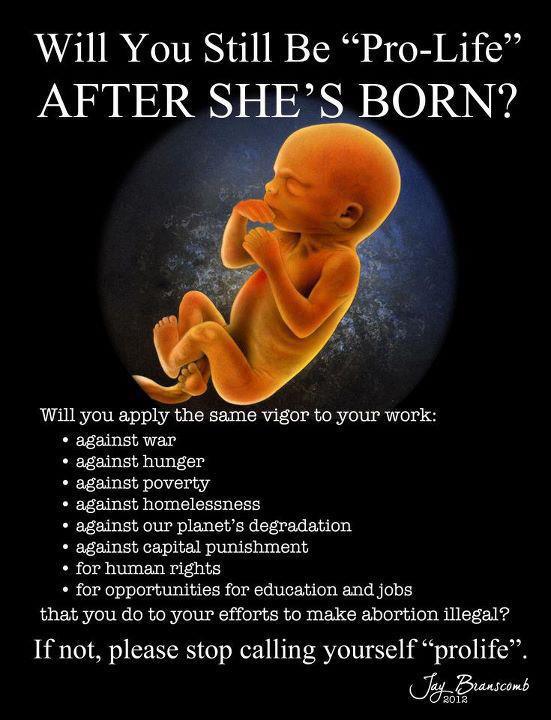 Will You Still Be “Pro-Life”
AFTER SHE’S BORN?
Will you apply the same vigor to your work:
• against war
• against hunger
• against poverty
• against homelessness
• against our planet’s degradation
• against capital punishment
• for human rights
• for opportunities for education and jobs
that you do to your efforts to make abortion illegal?
If not, please stop calling yourself “prolife”.
Jay Branscomb
2012